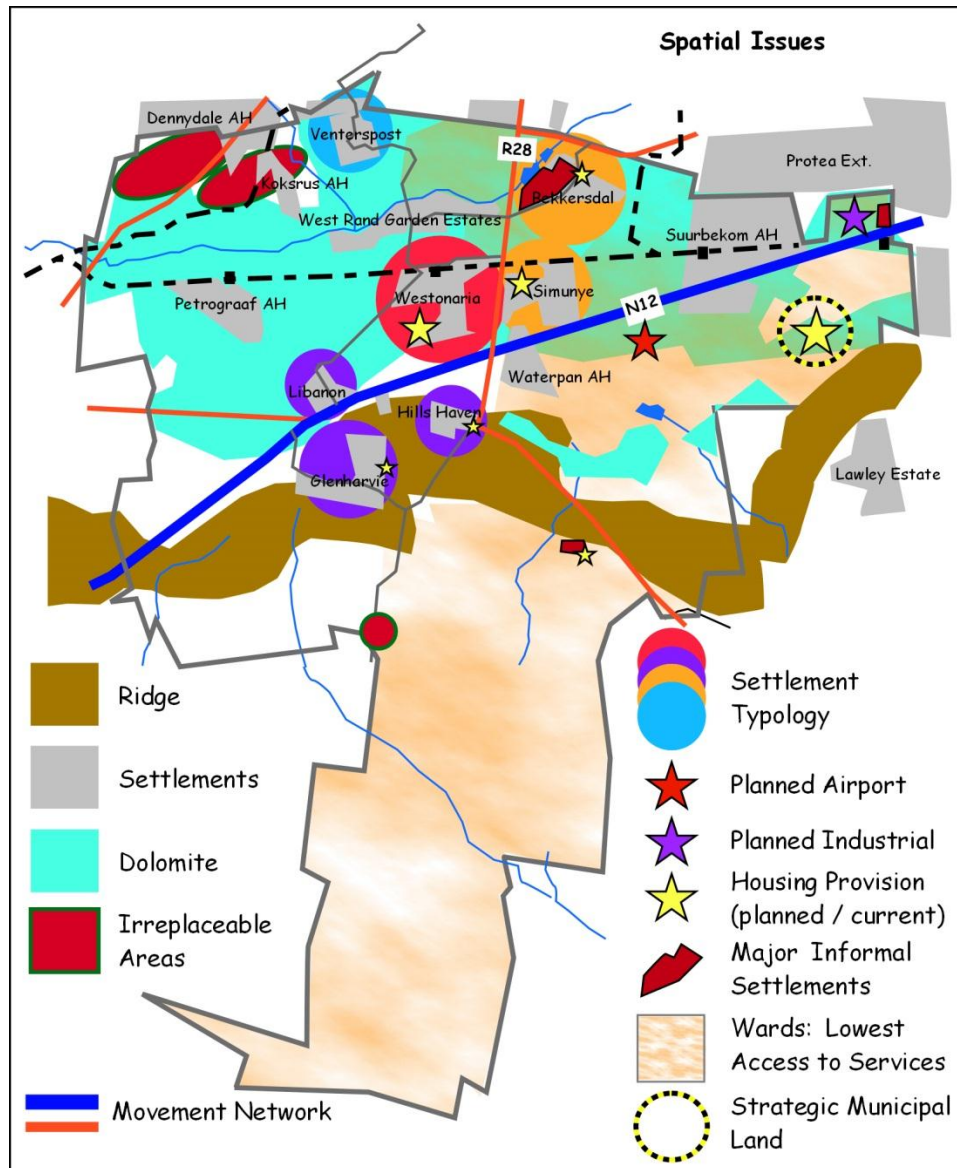 Spatial Issues
Dennydale AH
Venterspost
R28
Protea Ext.
Koksrus AH
Bekkersdal
West Rand Garden Estates
Suurbekom AH
Petrograaf AH
Westonaria
Simunye
N12
Libanon
Waterpan AH
Hills Haven
Glenharvie
Lawley Estate
Ridge
Settlements
Dolomite
Irreplaceable
Areas
Movement Network
Settlement
Typology
Planned Airport
Planned Industrial
Housing Provision
(planned / current)
Major Informal
Settlements
Wards: Lowest
Access to Services
Strategic Municipal
Land